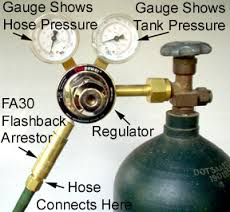 Gauge Shows
Hose Pressure
Gauge Shows
Tank Pressure
FA30
Flashback
Arrestor
Regulator
Hose
Connects Here